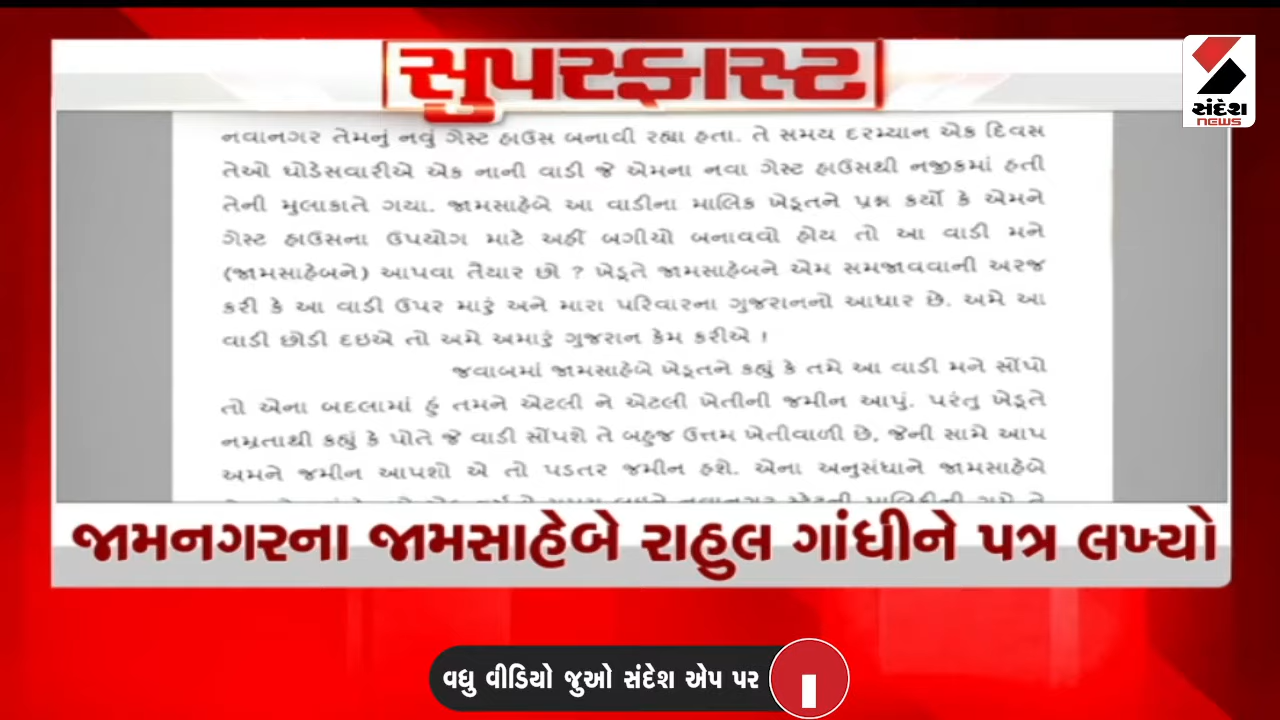 સુપરફાસ્ટ
સંદેશ
NEWS
નવાનગર તેમનું નવું ગેસ્ટ હાઉસ બનાવી રહ્યા હતા. તે સમય દરમ્યાન એક દિવસ
તેઓ ઘોડેસવારીએ એક નાની વાડી જે એમના નવા ગેસ્ટ હાઉસથી નજીકમાં હતી
તેની મુલાકાતે ગયા. જામસાહેબે આ વાડીના માલિક ખેડૂતને પ્રશ્ન કર્યો કે એમને
ગેસ્ટ હાઉસના ઉપયોગ માટે અહીં બગીચો બનાવવો હોય તો આ વાડી મને
(જામસાહેબને) આપવા તૈયાર છો ? ખેડૂતે જામસાહેબને એમ સમજાવવાની અરજ
કરી કે આ વાડી ઉપર મારું અને મારા પરિવારના ગુજરાનનો આધાર છે. અમે આ
વાડી છોડી દઇએ તો અમે અમારું ગુજરાન કેમ કરીએ !
જવાબમાં જામસાહેબે ખેડૂતને કહ્યું કે તમે આ વાડી મને સોંપો
તો એના બદલામાં હું તમને એટલી ને એટલી ખેતીની જમીન આપું. પરંતુ ખેડૂતે
નમ્રતાથી કહ્યું કે પોતે જે વાડી સોંપશે તે બહુજ ઉત્તમ ખેતીવાળી છે, જેની સામે આપ
અમને જમીન આપશો એ તો પડતર જમીન હશે. એના અનુસંધાને જામસાહેબે
જામનગરના જામસાહેબે રાહુલ ગાંધીને પત્ર લખ્યો
વધુ વીડિયો જુઓ સંદેશ એપ પર